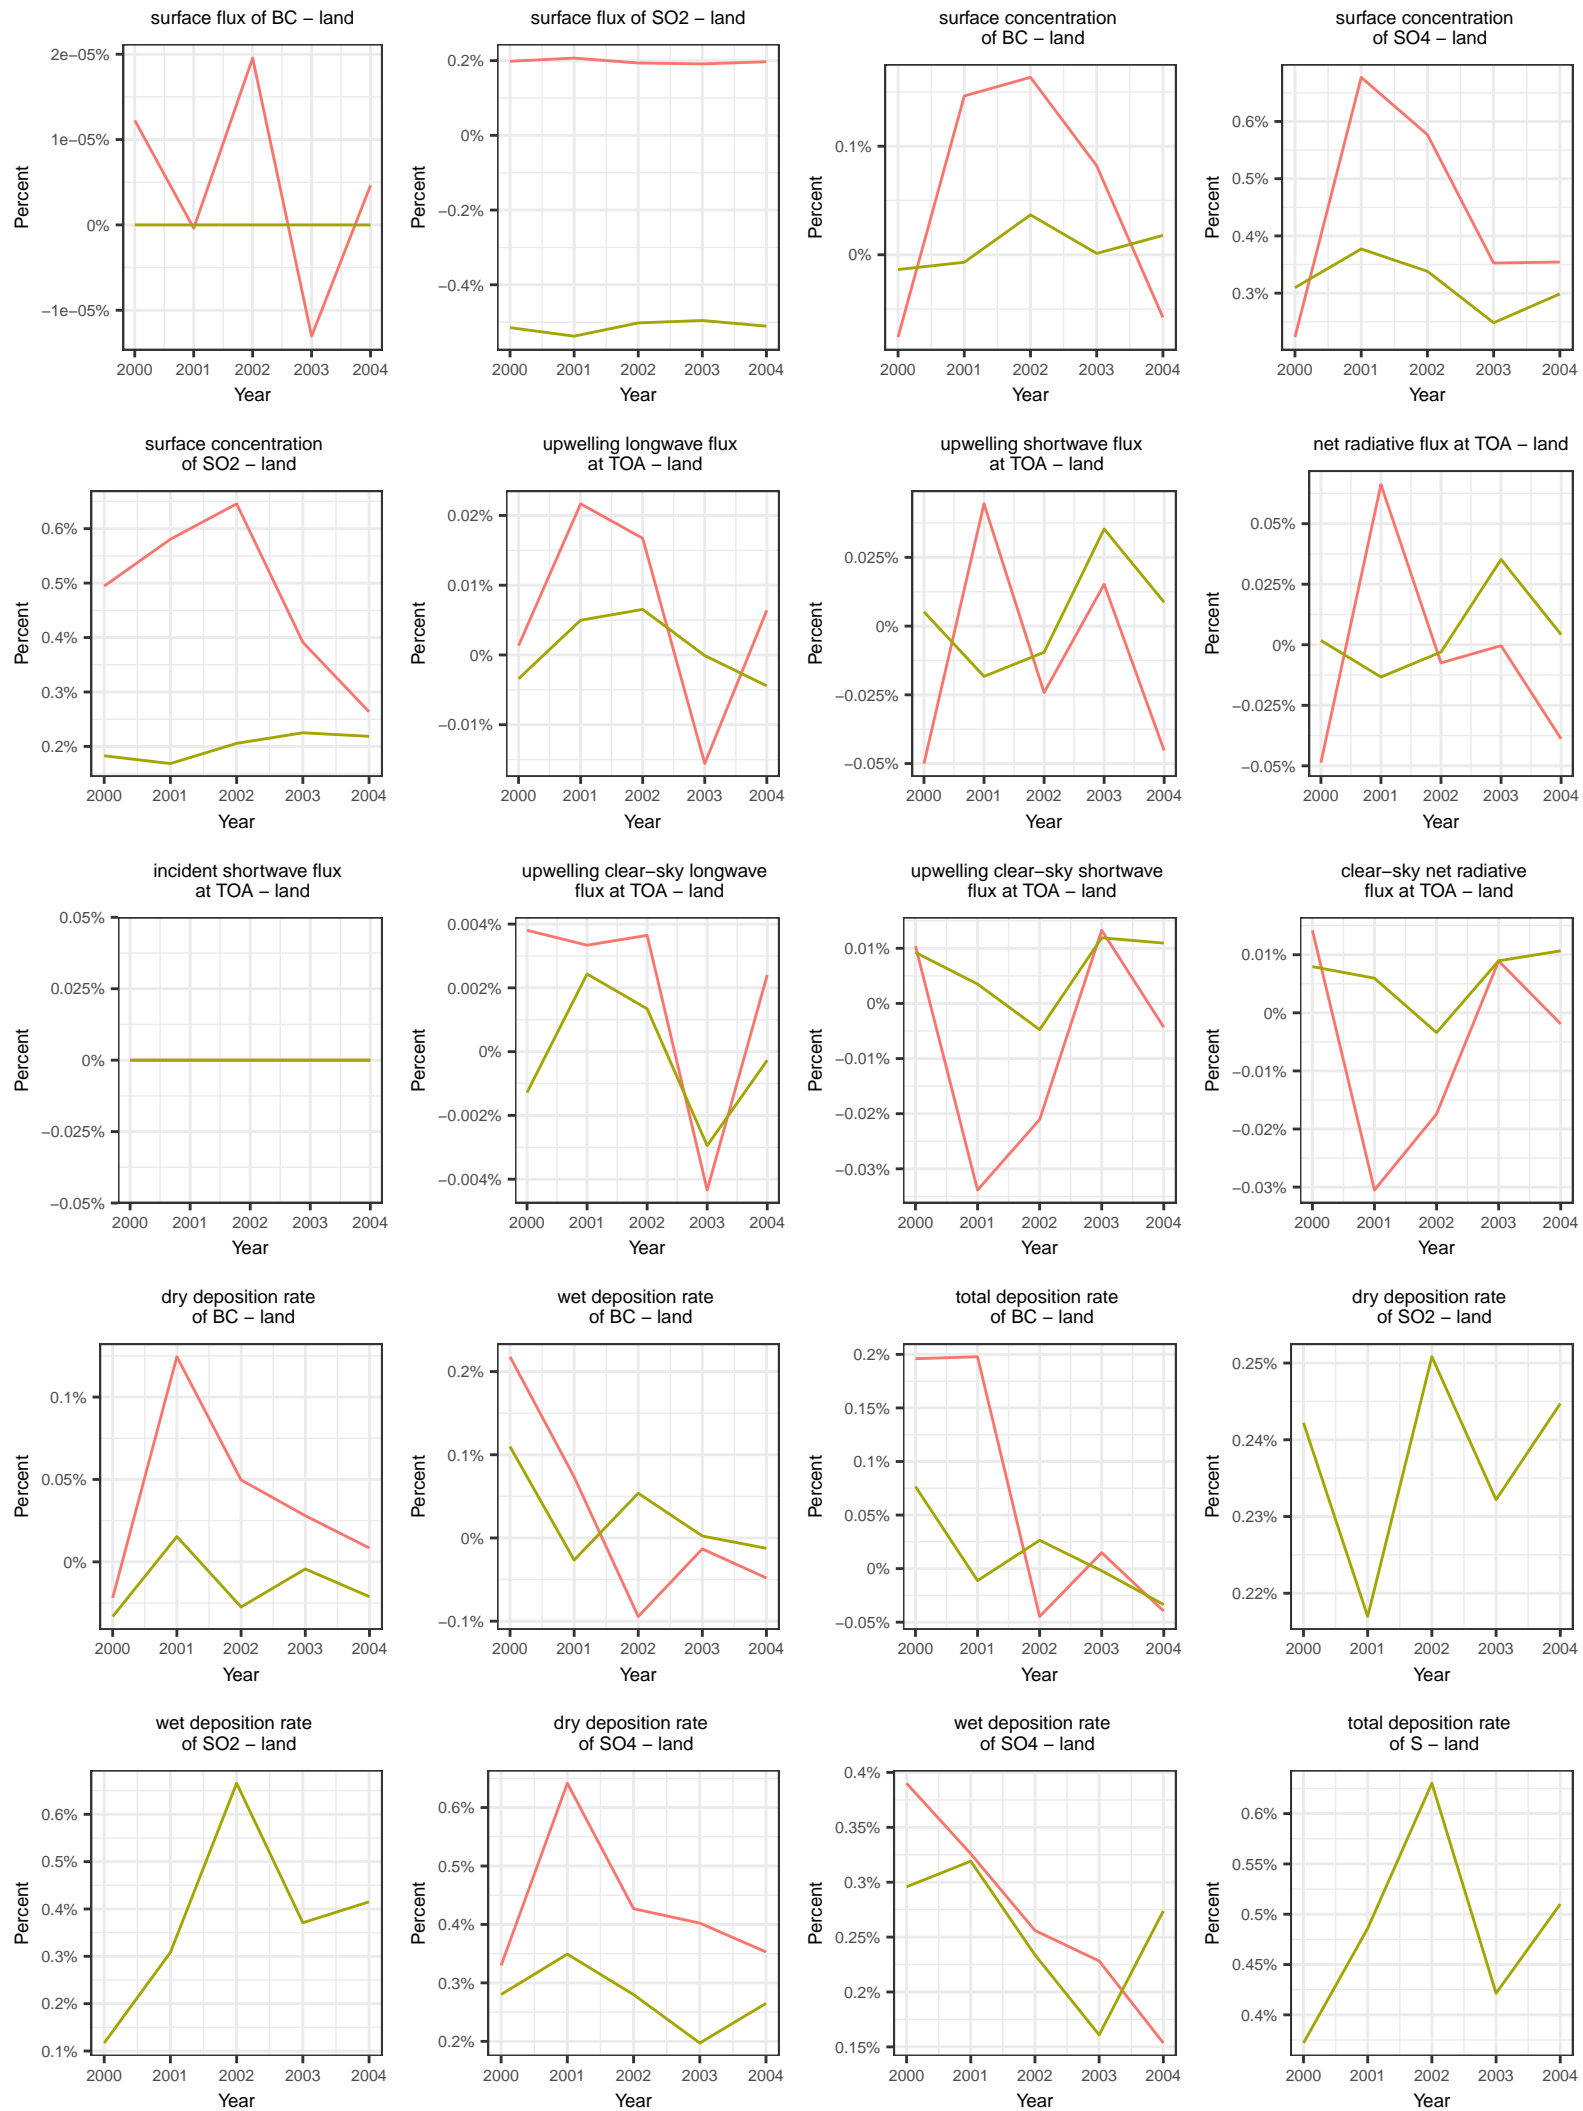 surface flux of BC − land
2e−05%
1e−05%
0%
−1e−05%
Percent
2000 2001 2002 2003 2004
Year
surface flux of SO2 − land
0.2%
0%
−0.2%
−0.4%
Percent
2000 2001 2002 2003 2004
Year
surface concentration
of BC − land
0.1%
0%
Percent
2000 2001 2002 2003 2004
Year
surface concentration
of SO4 − land
0.6%
0.5%
0.4%
0.3%
Percent
2000 2001 2002 2003 2004
Year
surface concentration
of SO2 − land
0.6%
0.5%
0.4%
0.3%
0.2%
Percent
2000 2001 2002 2003 2004
Year
upwelling longwave flux
at TOA − land
0.02%
0.01%
0%
−0.01%
Percent
2000 2001 2002 2003 2004
Year
upwelling shortwave flux
at TOA − land
0.025%
0%
−0.025%
−0.05%
Percent
2000 2001 2002 2003 2004
Year
net radiative flux at TOA − land
0.05%
0.025%
0%
−0.025%
−0.05%
Percent
2000 2001 2002 2003 2004
Year
incident shortwave flux
at TOA − land
0.05%
0.025%
0%
−0.025%
−0.05%
Percent
2000 2001 2002 2003 2004
Year
upwelling clear−sky longwave
flux at TOA − land
0.004%
0.002%
0%
−0.002%
−0.004%
Percent
2000 2001 2002 2003 2004
Year
upwelling clear−sky shortwave
flux at TOA − land
0.01%
0%
−0.01%
−0.02%
−0.03%
Percent
2000 2001 2002 2003 2004
Year
clear−sky net radiative
flux at TOA − land
0.01%
0%
−0.01%
−0.02%
−0.03%
Percent
2000 2001 2002 2003 2004
Year
dry deposition rate
of BC − land
0.1%
0.05%
0%
Percent
2000 2001 2002 2003 2004
Year
wet deposition rate
of BC − land
0.2%
0.1%
0%
−0.1%
Percent
2000 2001 2002 2003 2004
Year
total deposition rate
of BC − land
0.2%
0.15%
0.1%
0.05%
0%
−0.05%
Percent
2000 2001 2002 2003 2004
Year
dry deposition rate
of SO2 − land
0.25%
0.24%
0.23%
0.22%
Percent
2000 2001 2002 2003 2004
Year
wet deposition rate
of SO2 − land
0.6%
0.5%
0.4%
0.3%
0.2%
0.1%
Percent
2000 2001 2002 2003 2004
Year
dry deposition rate
of SO4 − land
0.6%
0.5%
0.4%
0.3%
0.2%
Percent
2000 2001 2002 2003 2004
Year
wet deposition rate
of SO4 − land
0.4%
0.35%
0.3%
0.25%
0.2%
0.15%
Percent
2000 2001 2002 2003 2004
Year
total deposition rate
of S − land
0.6%
0.55%
0.5%
0.45%
0.4%
Percent
2000 2001 2002 2003 2004
Year